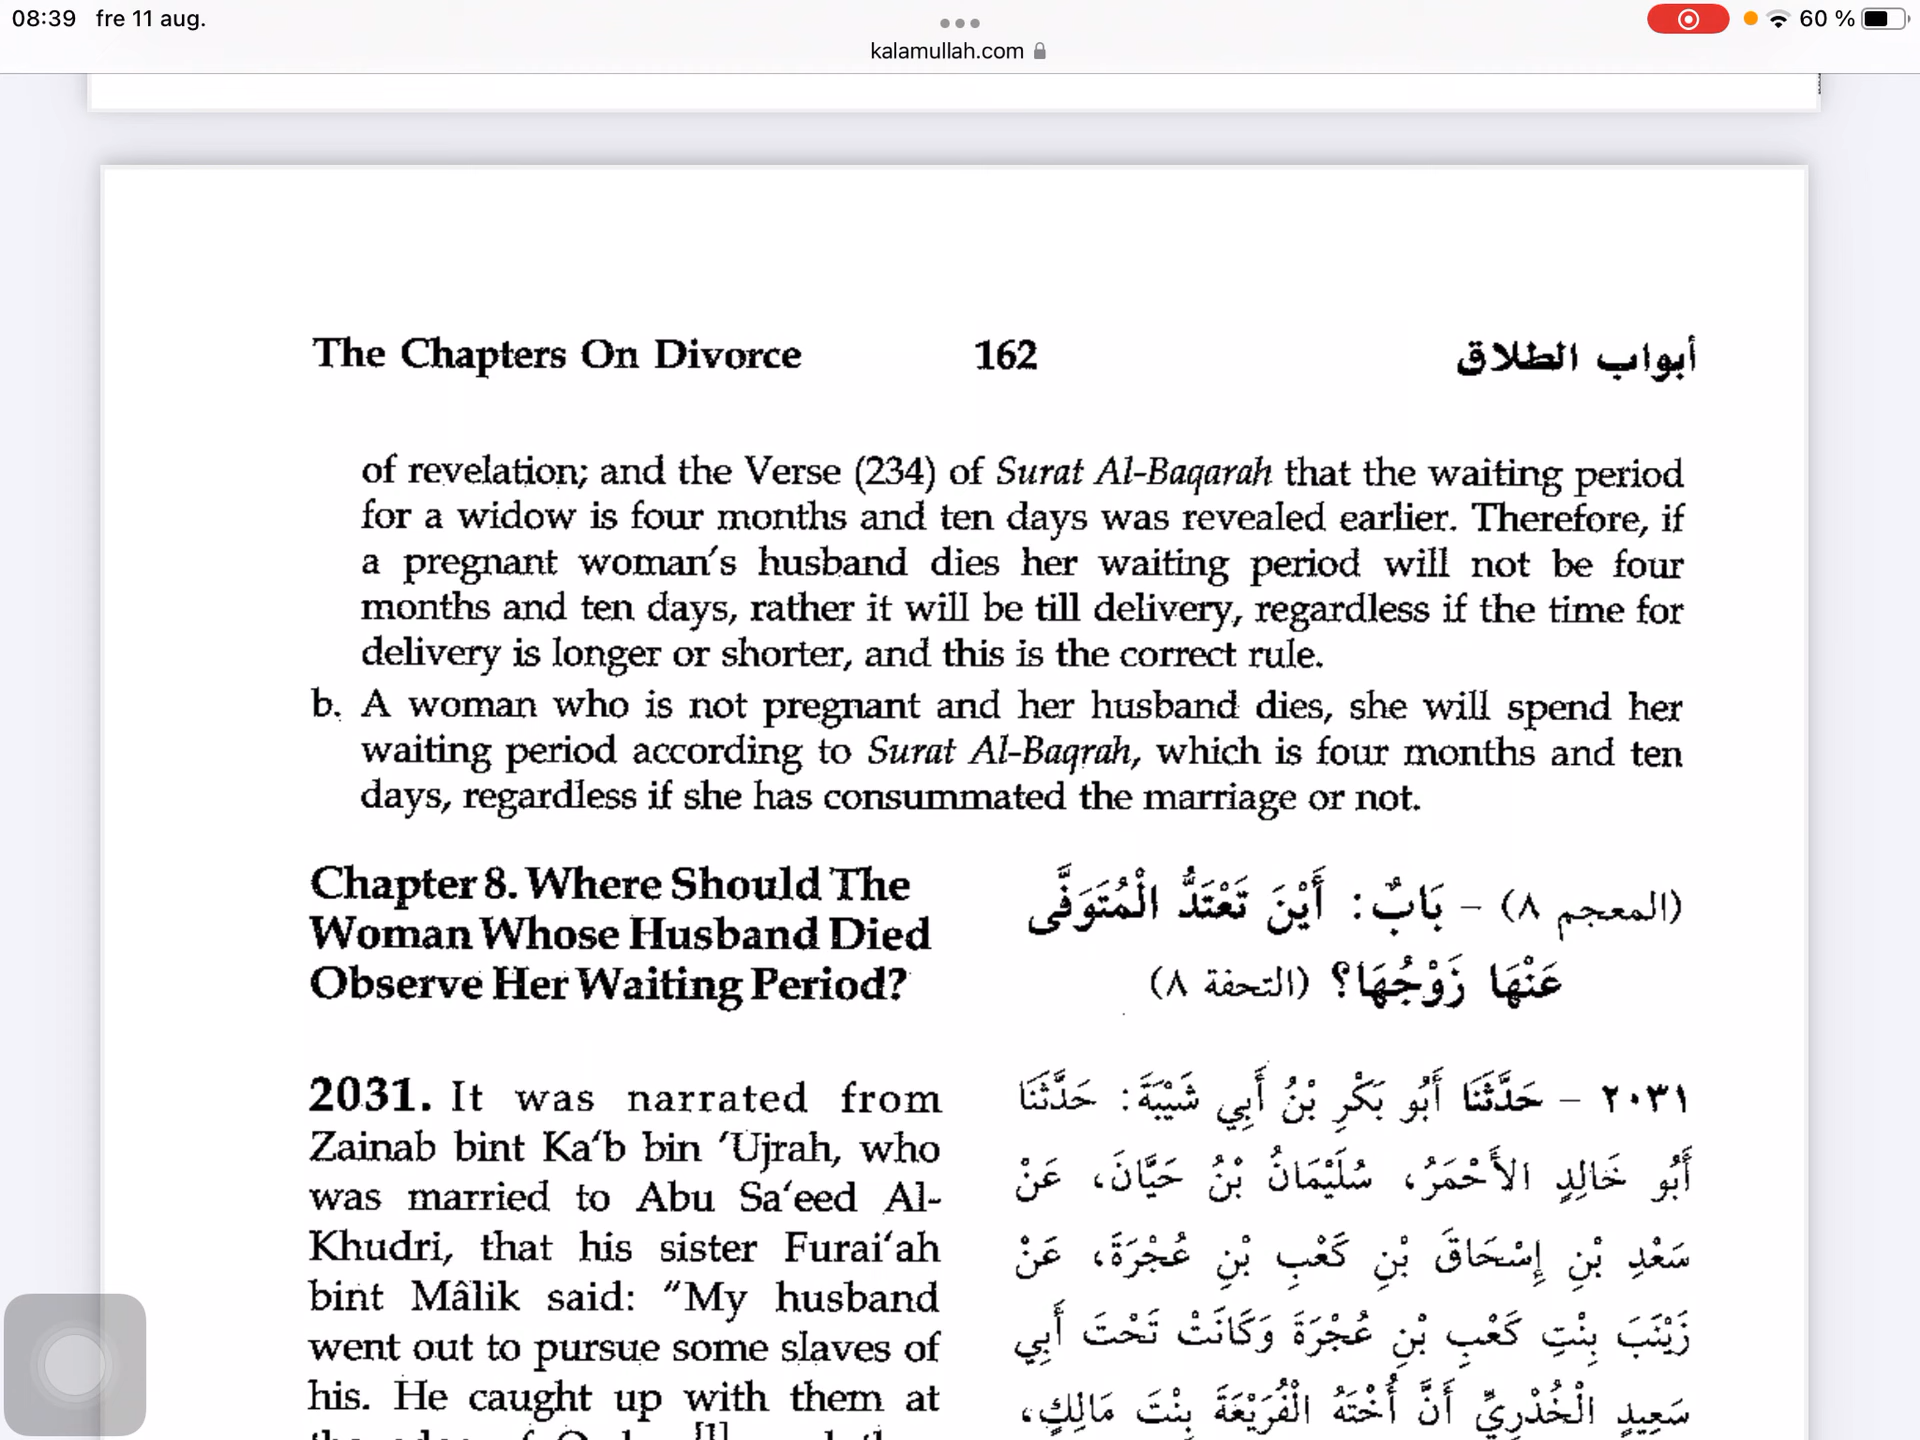 08:39 fre 11 aug.
60 %
kalamullah.com
The Chapters On Divorce 162 أبواب الطلاق
of revelation; and the Verse (234) of Surat Al-Baqarah that the waiting period
for a widow is four months and ten days was revealed earlier. Therefore, if
a pregnant woman's husband dies her waiting period will not be four
months and ten days, rather it will be till delivery, regardless if the time for
delivery is longer or shorter, and this is the correct rule.
b. A woman who is not pregnant and her husband dies, she will spend her
waiting period according to Surat Al-Baqrah, which is four months and ten
days, regardless if she has consummated the marriage or not.
Chapter 8. Where Should The
Woman Whose Husband Died
Observe Her Waiting Period?
(المعجم ٨) - بَابٌ: أَيْنَ تَعْتَدُّ الْمُتَوَفَّى
عَنْهَا زَوْجُهَا؟ (التحفة ٨)
2031. It was narrated from
Zainab bint Ka‘b bin ‘Ujrah, who
was married to Abu Sa‘eed Al-
Khudri, that his sister Furai‘ah
bint Mâlik said: "My husband
went out to pursue some slaves of
his. He caught up with them at
[1]
٢٠٣١ - حَدَّثَنَا أَبُو بَكْرِ بْنُ أَبِي شَيْبَةَ: حَدَّثَنَا
أَبُو خَالِدٍ الأَحْمَرُ، سُلَيْمَانُ بْنُ حَيَّانَ، عَنْ
سَعْدِ بْنِ إِسْحَاقَ بْنِ كَعْبِ بْنِ عُجْرَةَ، عَنْ
زَيْنَبَ بِنْتِ كَعْبِ بْنِ عُجْرَةَ وَكَانَتْ تَحْتَ أَبِي
سَعِيدٍ الْخُدْرِيِّ أَنَّ أُخْتَهُ الْفُرَيْعَةَ بِنْتَ مَالِكٍ،